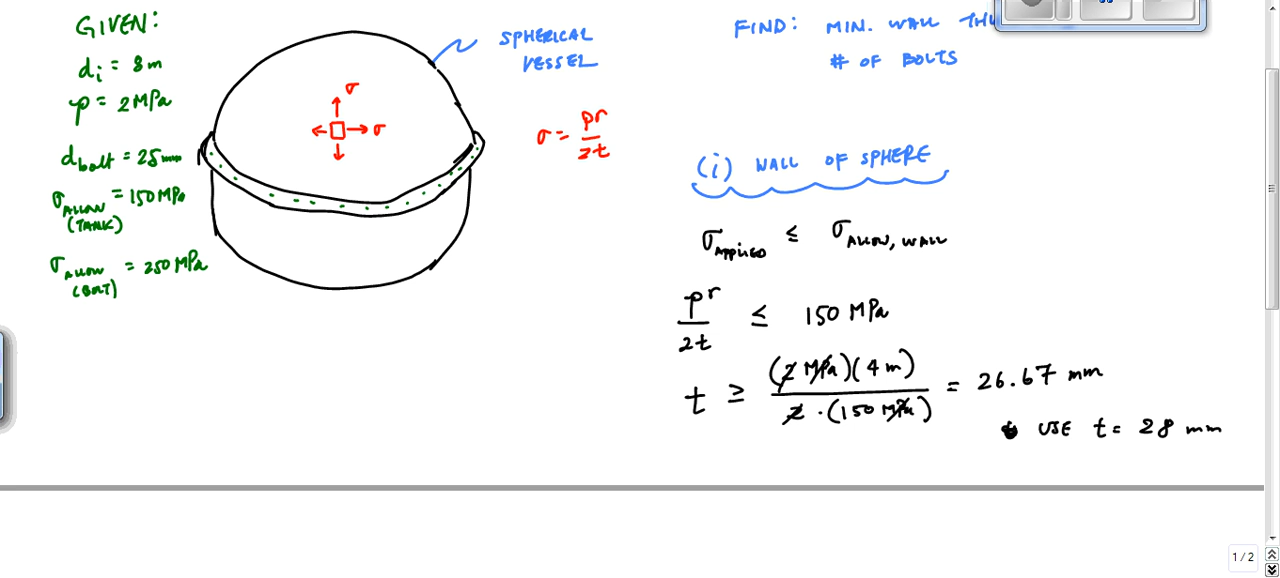 GIVEN:
di = 8m
p = 2MPa
dbolt = 25mm
σALLOW = 150MPa
(TANK)
σALLOW = 250MPa
(BOLT)
SPHERICAL
VESSEL
σ
σ
σ = pr/2t
FIND: MIN. WALL
# OF BOLTS
(i) WALL OF SPHERE
σAPPLIED ≤ σALLOW, WALL
pr/2t ≤ 150 MPa
t ≥ (2 MPa)(4m)/2·(150 MPa) = 26.67 mm
USE t = 28 mm
1 / 2